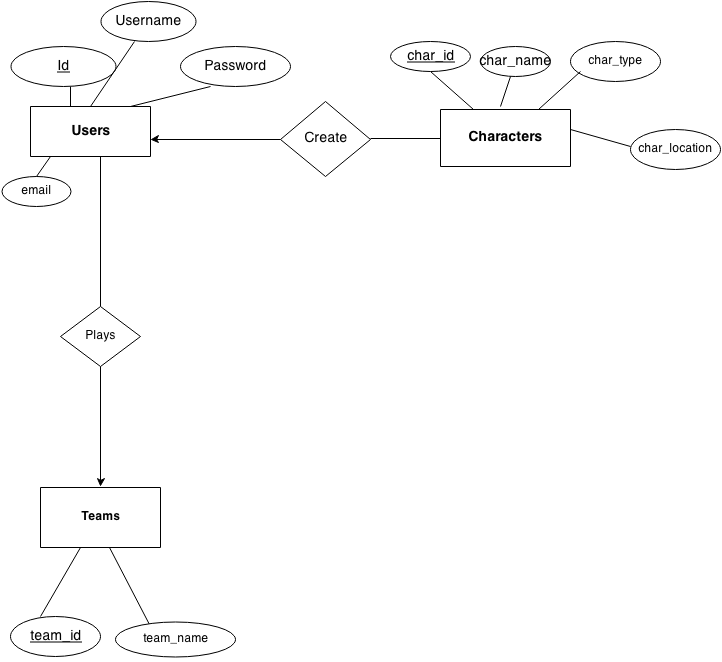 Username
Id
Password
char_id
char_name
char_type
Users
Create
Characters
char_location
email
Plays
Teams
team_id
team_name